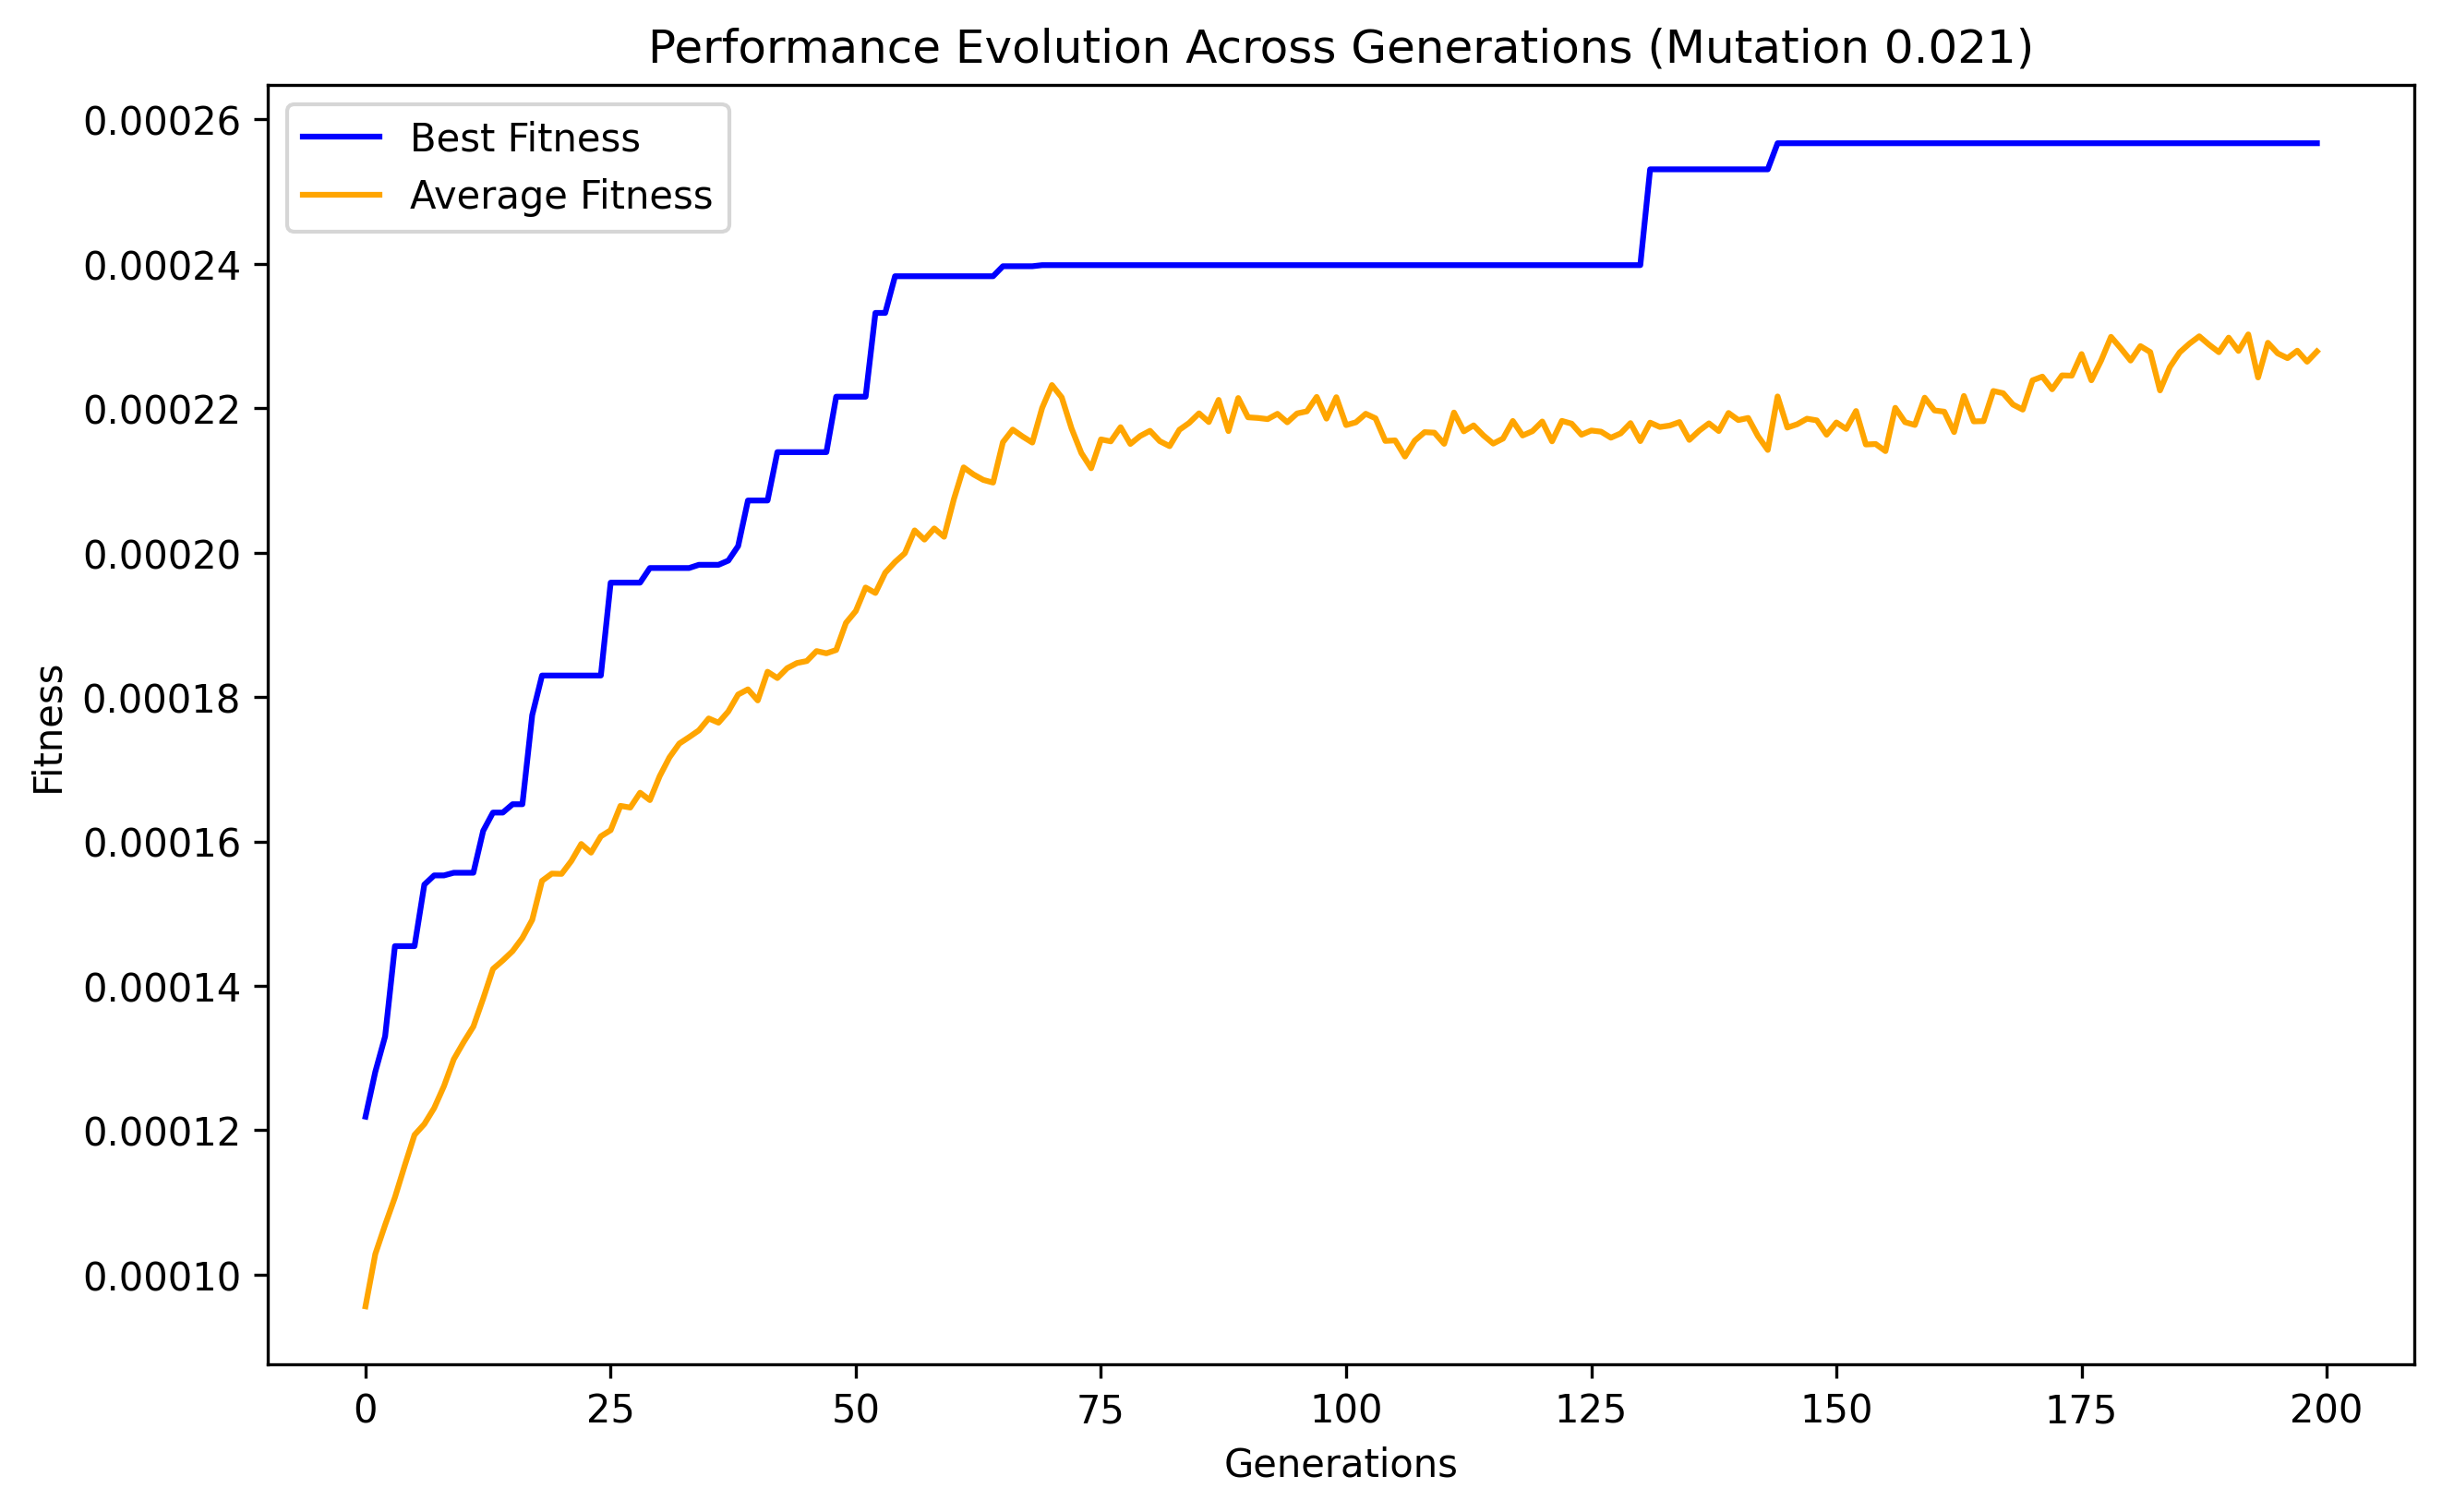 Performance Evolution Across Generations (Mutation 0.021)
Best Fitness
Average Fitness
Fitness
0.00026
0.00024
0.00022
0.00020
0.00018
0.00016
0.00014
0.00012
0.00010
0 25 50 75 100 125 150 175 200
Generations